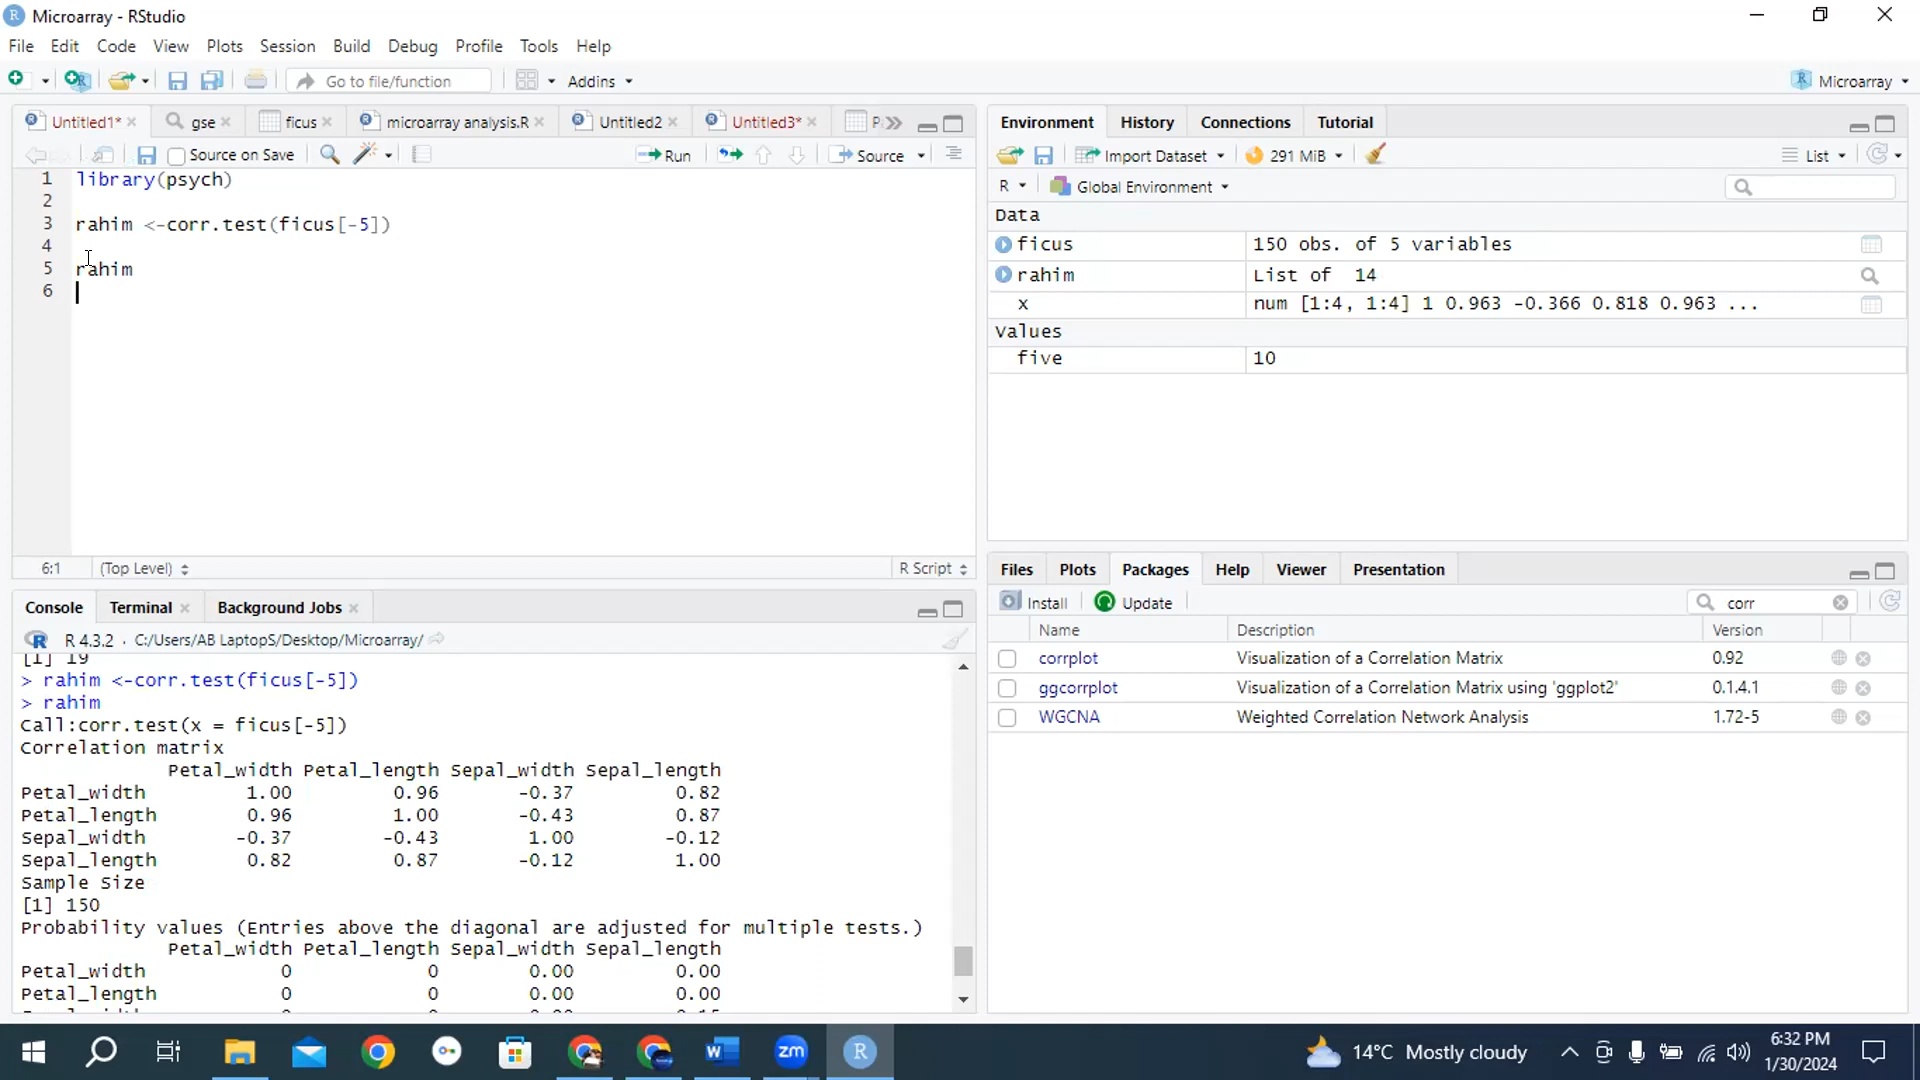 Microarray - RStudio
File Edit Code View Plots Session Build Debug Profile Tools Help
Go to file/function Addins Microarray
Untitled1* gse ficus microarray analysis.R Untitled2 Untitled3* P
Source on Save Run Source
1 library(psych)
2
3 rahim <-corr.test(ficus[-5])
4
5 rahim
6
6:1 (Top Level) R Script
Console Terminal Background Jobs
R 4.3.2 · C:/Users/AB LaptopS/Desktop/Microarray/
[1] 19
> rahim <-corr.test(ficus[-5])
> rahim
Call:corr.test(x = ficus[-5])
Correlation matrix
Petal_width Petal_length Sepal_width Sepal_length
Petal_width 1.00 0.96 -0.37 0.82
Petal_length 0.96 1.00 -0.43 0.87
Sepal_width -0.37 -0.43 1.00 -0.12
Sepal_length 0.82 0.87 -0.12 1.00
Sample Size
[1] 150
Probability values (Entries above the diagonal are adjusted for multiple tests.)
Petal_width Petal_length Sepal_width Sepal_length
Petal_width 0 0 0.00 0.00
Petal_length 0 0 0.00 0.00
Environment History Connections Tutorial
Import Dataset 291 MiB List
R Global Environment
Data
ficus 150 obs. of 5 variables
rahim List of 14
x num [1:4, 1:4] 1 0.963 -0.366 0.818 0.963 ...
Values
five 10
Files Plots Packages Help Viewer Presentation
Install Update corr
Name Description Version
corrplot Visualization of a Correlation Matrix 0.92
ggcorrplot Visualization of a Correlation Matrix using 'ggplot2' 0.1.4.1
WGCNA Weighted Correlation Network Analysis 1.72-5
zm
14°C Mostly cloudy
6:32 PM
1/30/2024